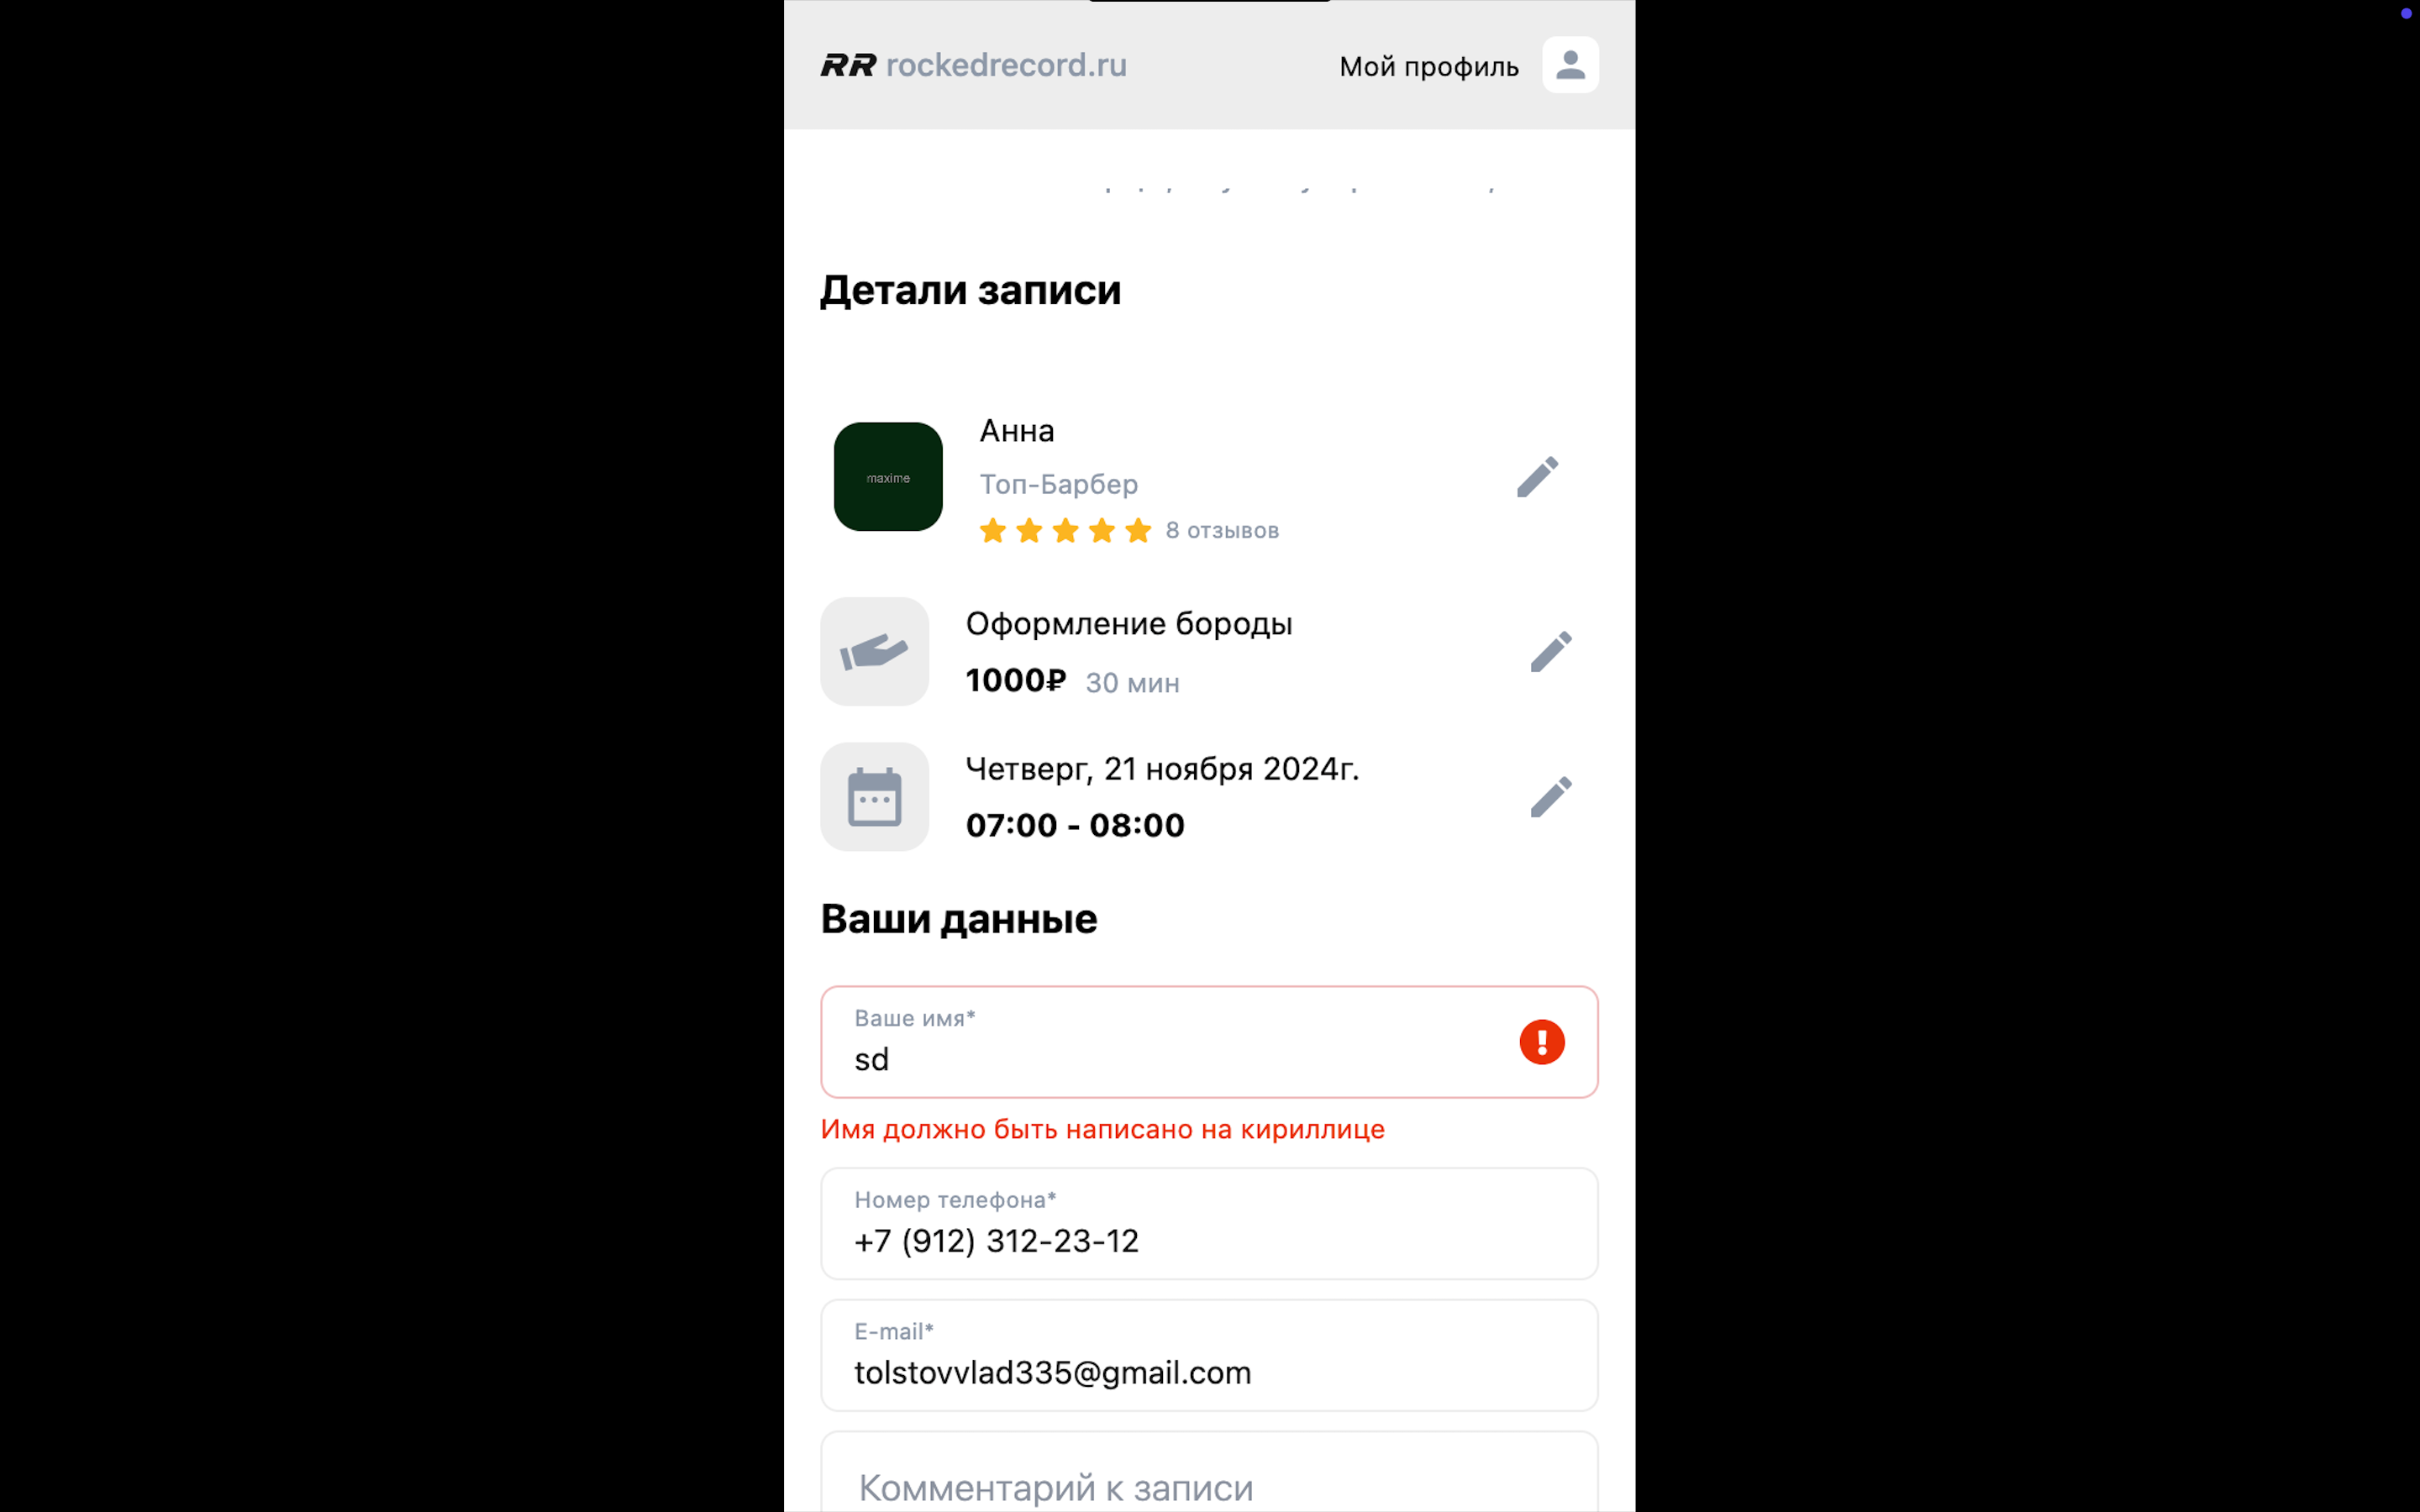 RR rockedrecord.ru
Мой профиль
Детали записи
maxime
Анна
Топ-Барбер
8 отзывов
Оформление бороды
1000₽ 30 мин
Четверг, 21 ноября 2024г.
07:00 - 08:00
Ваши данные
Ваше имя*
sd
Имя должно быть написано на кириллице
Номер телефона*
+7 (912) 312-23-12
E-mail*
tolstovvlad335@gmail.com
Комментарий к записи